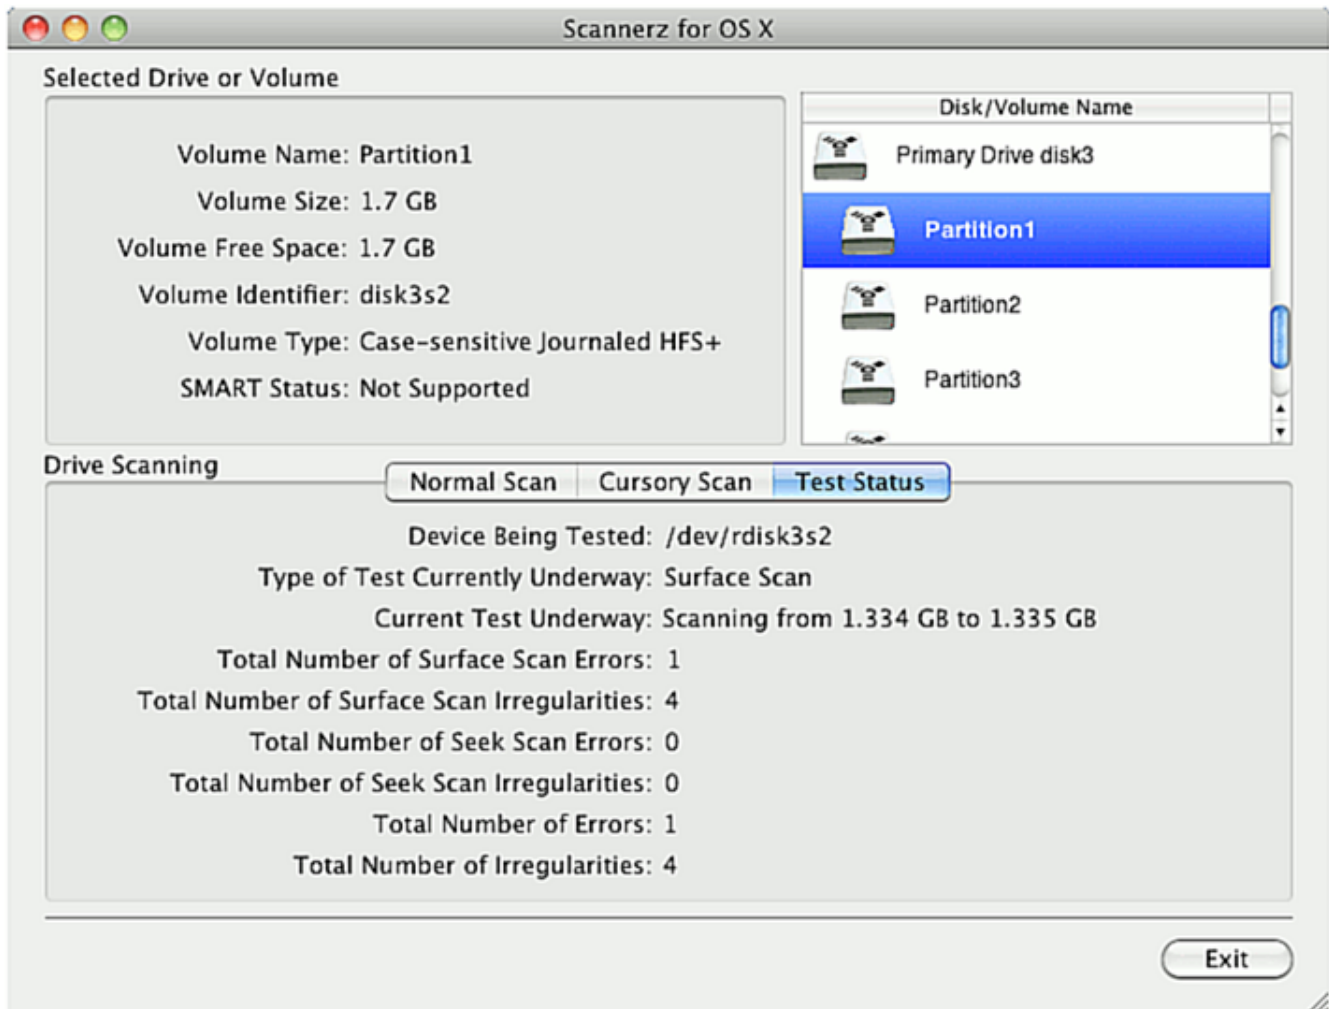 Scannerz for OS X
Selected Drive or Volume
Volume Name: Partition1
Volume Size: 1.7 GB
Volume Free Space: 1.7 GB
Volume Identifier: disk3s2
Volume Type: Case-sensitive Journaled HFS+
SMART Status: Not Supported
Disk/Volume Name
Primary Drive disk3
Partition1
Partition2
Partition3
Drive Scanning
Normal Scan Cursory Scan Test Status
Device Being Tested: /dev/rdisk3s2
Type of Test Currently Underway: Surface Scan
Current Test Underway: Scanning from 1.334 GB to 1.335 GB
Total Number of Surface Scan Errors: 1
Total Number of Surface Scan Irregularities: 4
Total Number of Seek Scan Errors: 0
Total Number of Seek Scan Irregularities: 0
Total Number of Errors: 1
Total Number of Irregularities: 4
Exit